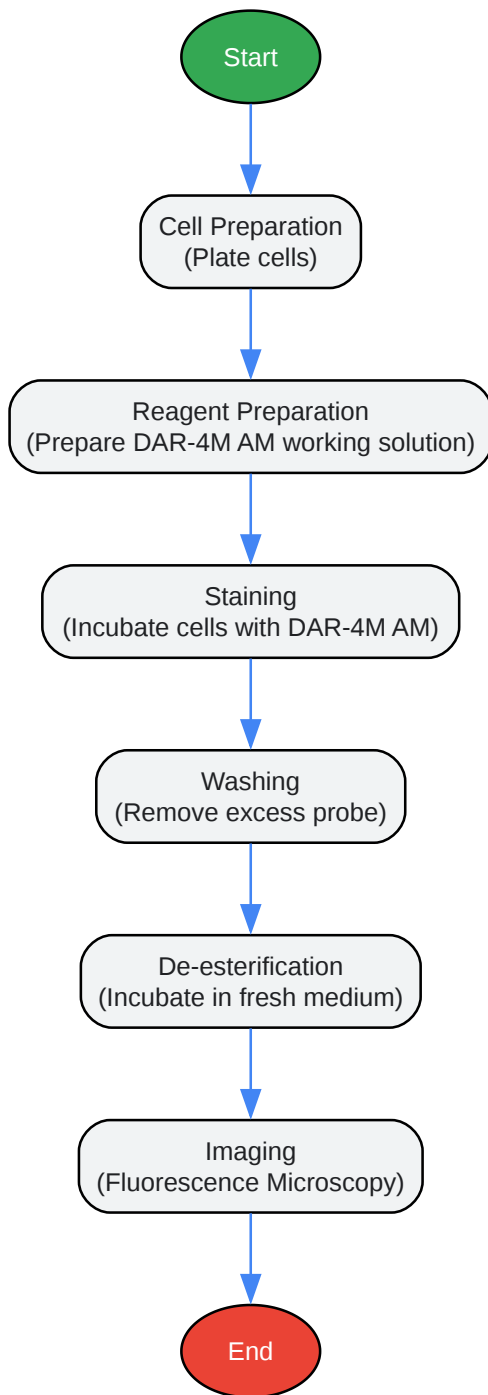 Start
Cell Preparation
(Plate cells)
Reagent Preparation
(Prepare DAR-4M AM working solution)
Staining
(Incubate cells with DAR-4M AM)
Washing
(Remove excess probe)
De-esterification
(Incubate in fresh medium)
Imaging
(Fluorescence Microscopy)
End